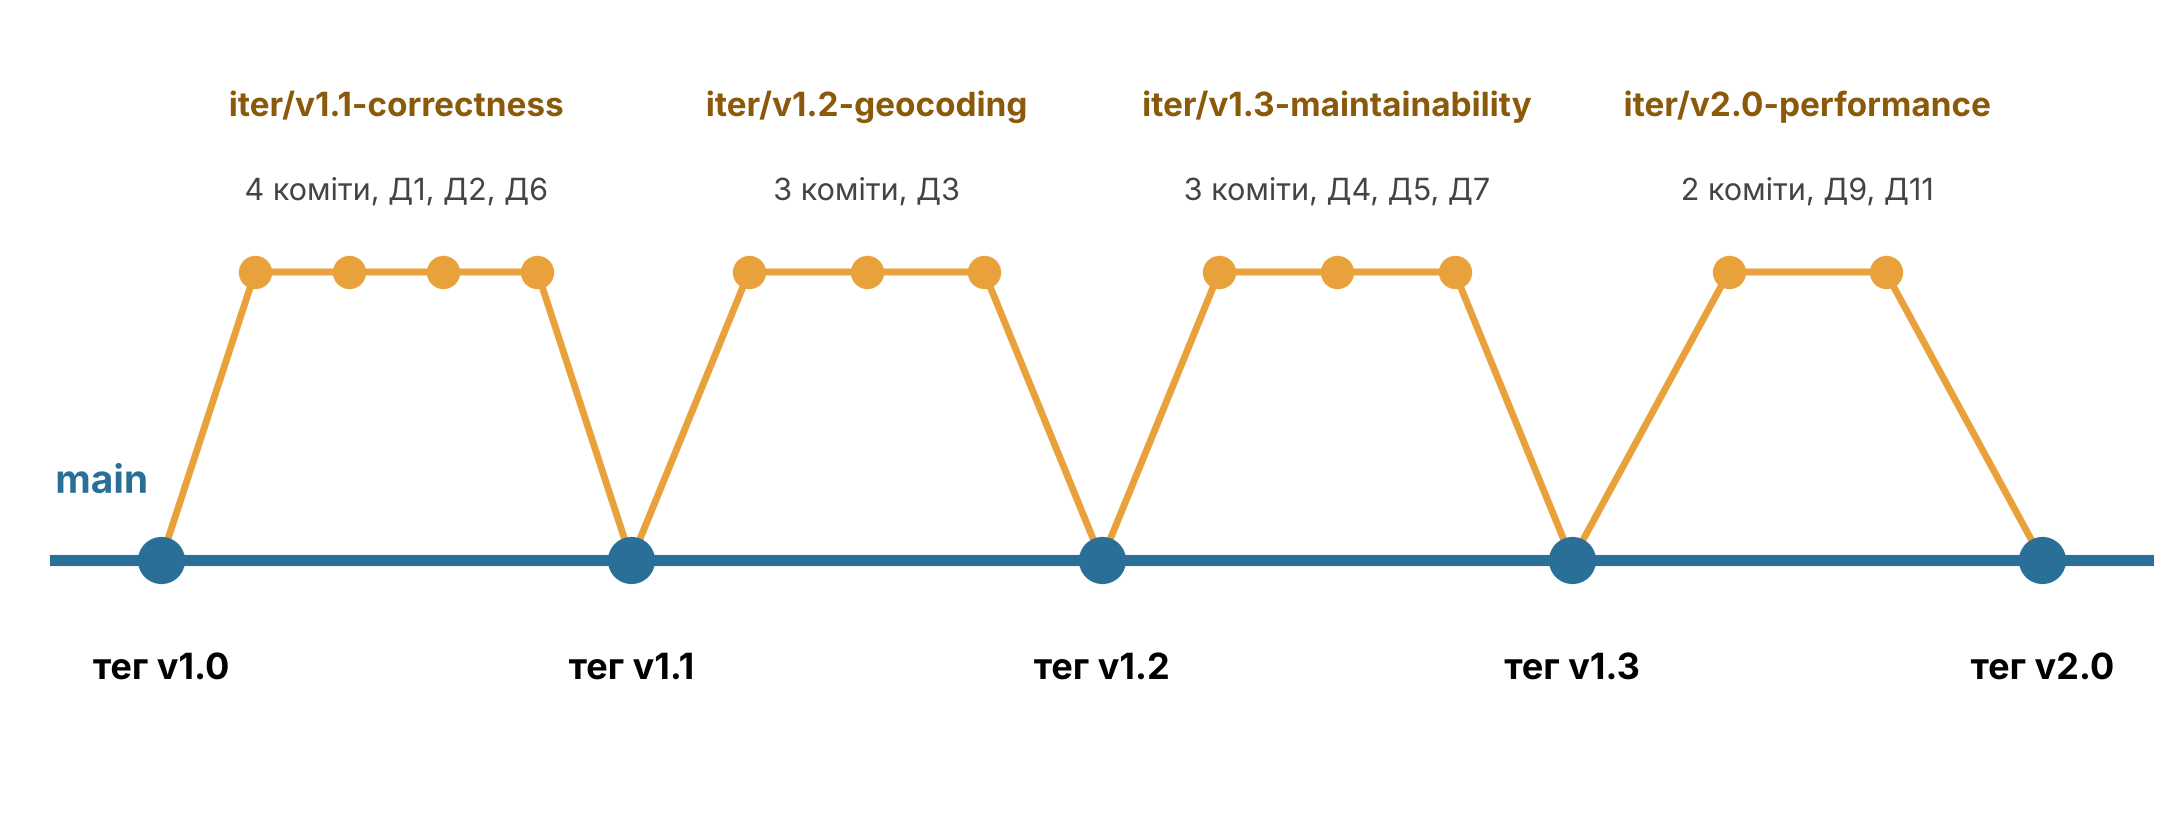 iter/v1.1-correctness
iter/v1.2-geocoding
iter/v1.3-maintainability
iter/v2.0-performance
4 коміти, Д1, Д2, Д6
3 коміти, Д3
3 коміти, Д4, Д5, Д7
2 коміти, Д9, Д11
main
тег v1.0
тег v1.1
тег v1.2
тег v1.3
тег v2.0